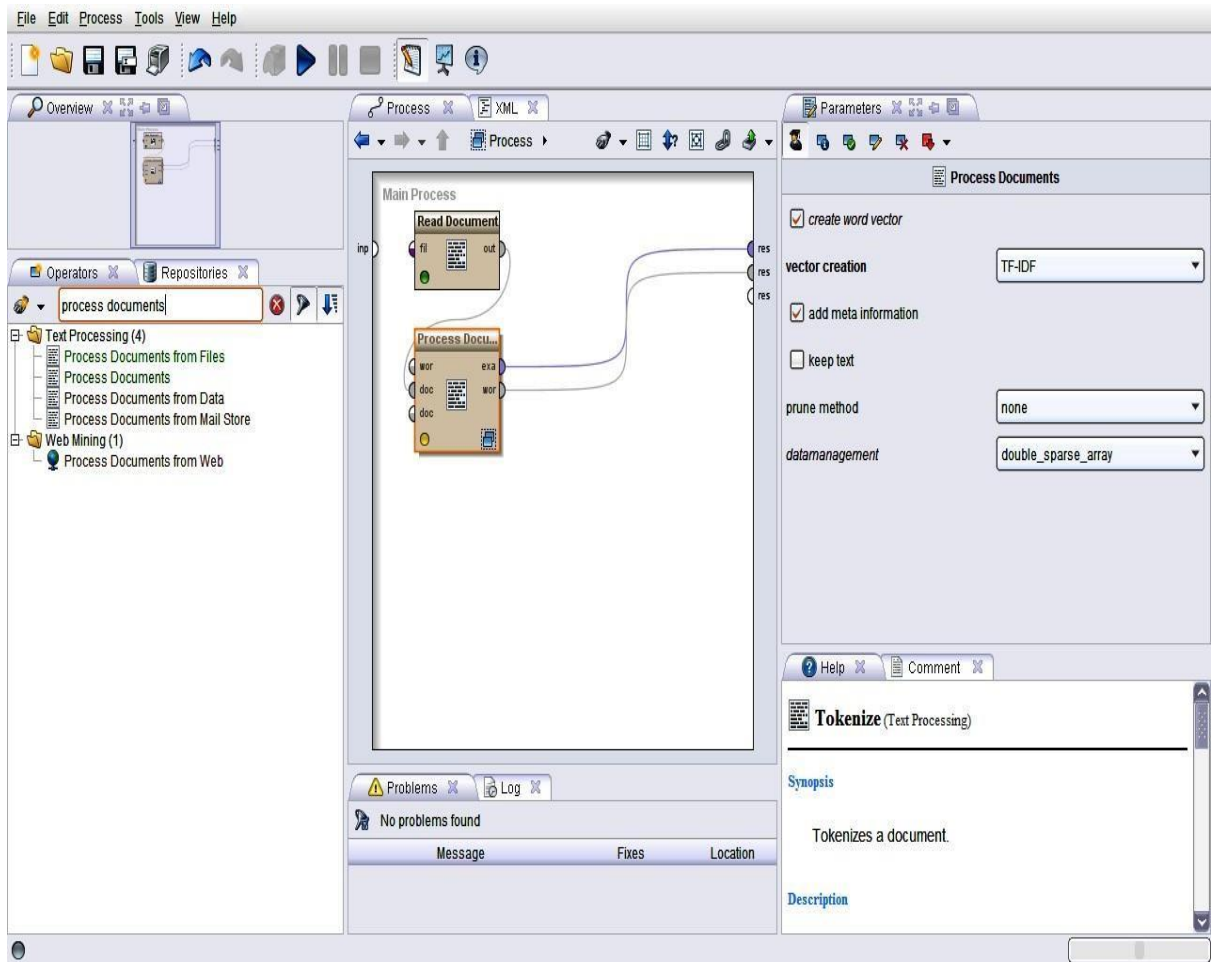 File Edit Process Tools View Help
Overview
Operators
Repositories
process documents
Text Processing (4)
Process Documents from Files
Process Documents
Process Documents from Data
Process Documents from Mail Store
Web Mining (1)
Process Documents from Web
Process
XML
Process
Main Process
Read Document
inp
fil
out
res
res
res
Process Docu...
wor
exa
doc
wor
doc
Problems
Log
No problems found
Message Fixes Location
Parameters
Process Documents
create word vector
vector creation TF-IDF
add meta information
keep text
prune method none
datamanagement double_sparse_array
Help
Comment
Tokenize (Text Processing)
Synopsis
Tokenizes a document.
Description